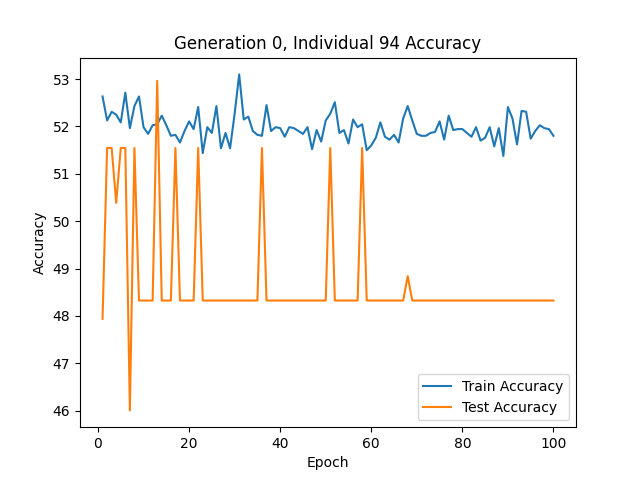 Generation 0, Individual 94 Accuracy
53
52
51
50
49
48
47
46
Accuracy
0
20
40
60
80
100
Epoch
Train Accuracy
Test Accuracy